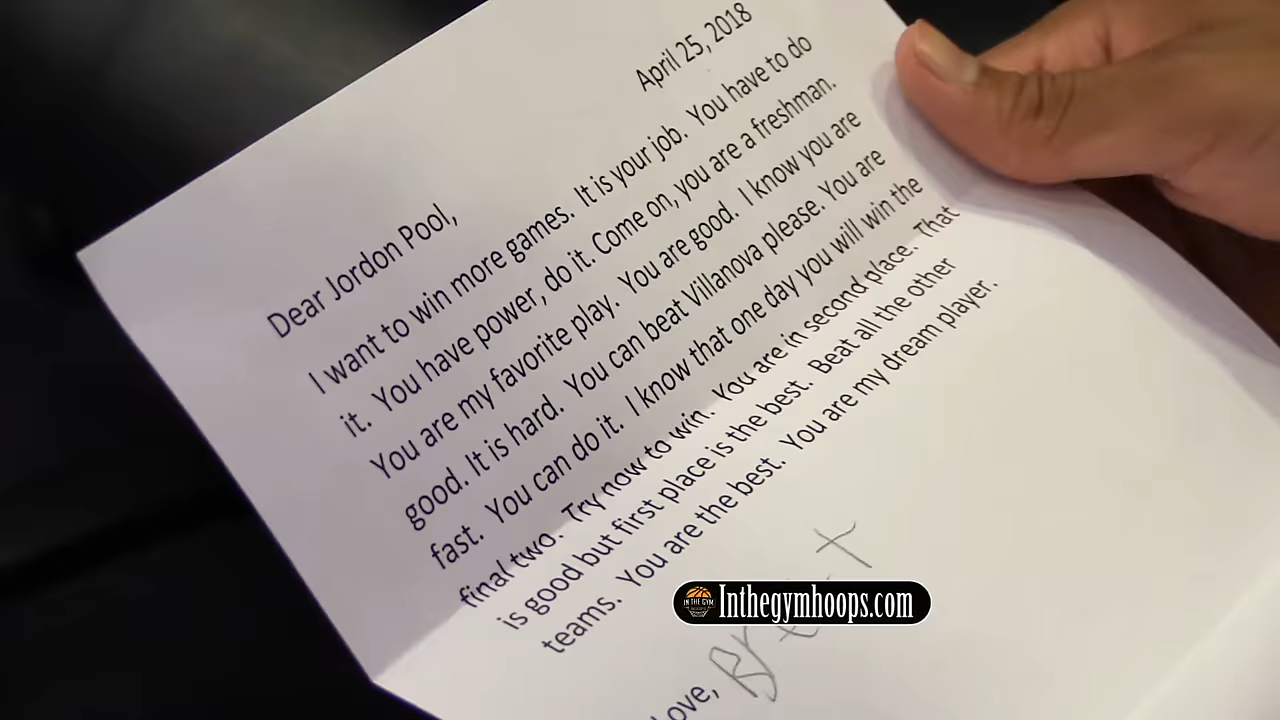 April 25, 2018
Dear Jordon Pool,
I want to win more games. It is your job. You have to do
it. You have power, do it. Come on, you are a freshman.
You are my favorite play. You are good. I know you are
good. It is hard. You can beat Villanova please. You are
fast. You can do it. I know that one day you will win the
final two. Try now to win. You are in second place. That
is good but first place is the best. Beat all the other
teams. You are the best. You are my dream player.
Love,
IN THE GYM
Inthegymhoops.com